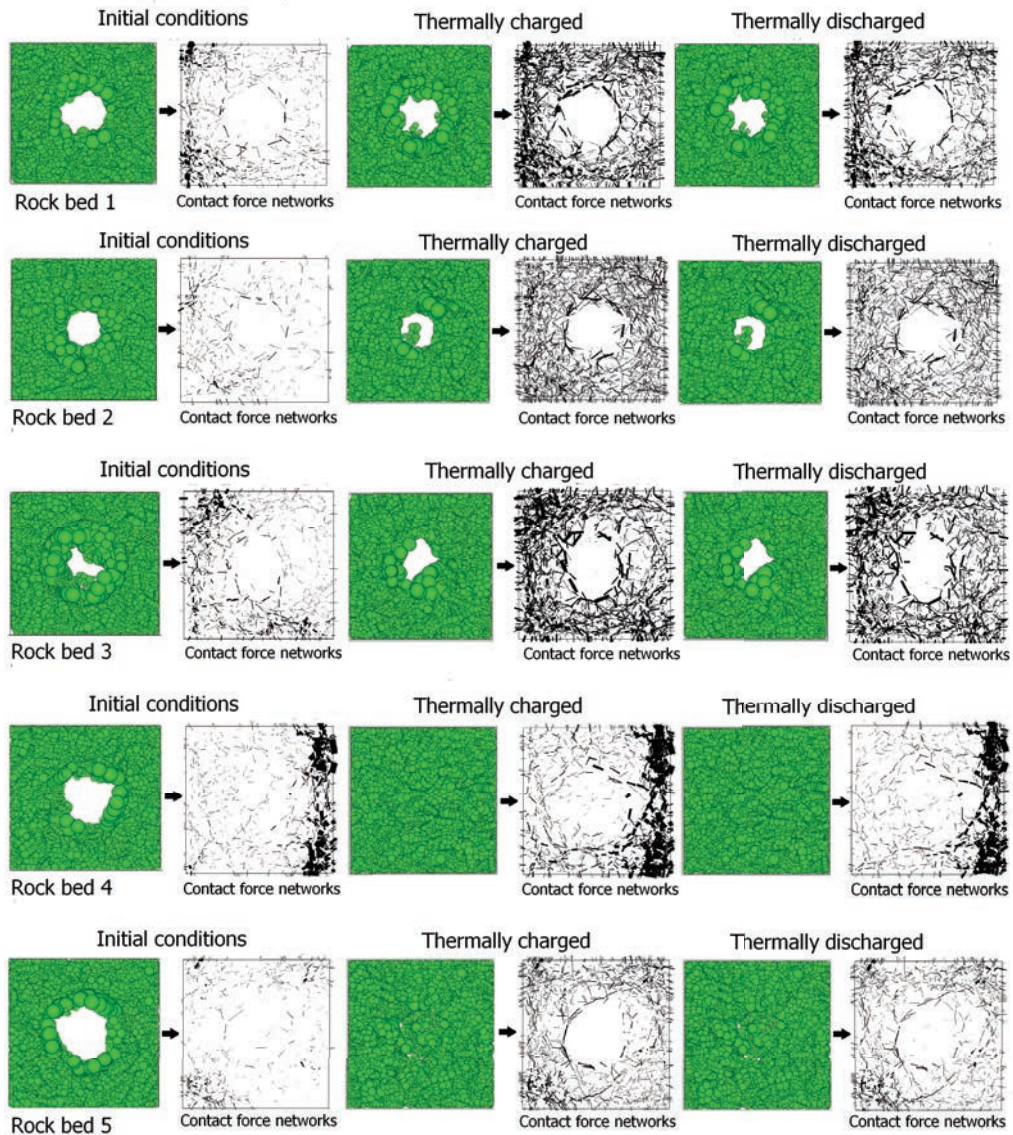 Initial conditions
Thermally charged
Thermally discharged
Rock bed 1
Contact force networks
Contact force networks
Contact force networks
Initial conditions
Thermally charged
Thermally discharged
Rock bed 2
Contact force networks
Contact force networks
Contact force networks
Initial conditions
Thermally charged
Thermally discharged
Rock bed 3
Contact force networks
Contact force networks
Contact force networks
Initial conditions
Thermally charged
Thermally discharged
Rock bed 4
Contact force networks
Contact force networks
Contact force networks
Initial conditions
Thermally charged
Thermally discharged
Rock bed 5
Contact force networks
Contact force networks
Contact force networks